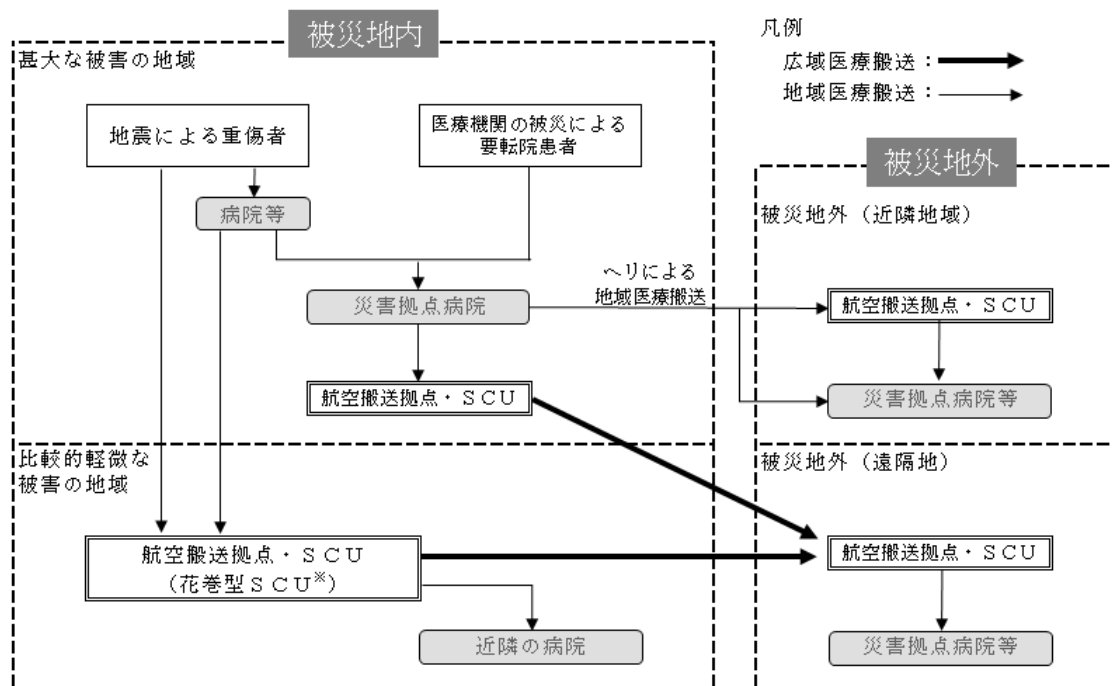 被災地内
甚大な被害の地域
地震による重傷者
医療機関の被災による
要転院患者
病院等
災害拠点病院
ヘリによる
地域医療搬送
航空搬送拠点・ＳＣＵ
比較的軽微な
被害の地域
航空搬送拠点・ＳＣＵ
（花巻型ＳＣＵ※）
近隣の病院
凡例
広域医療搬送：
地域医療搬送：
被災地外
被災地外（近隣地域）
航空搬送拠点・ＳＣＵ
災害拠点病院等
被災地外（遠隔地）
航空搬送拠点・ＳＣＵ
災害拠点病院等